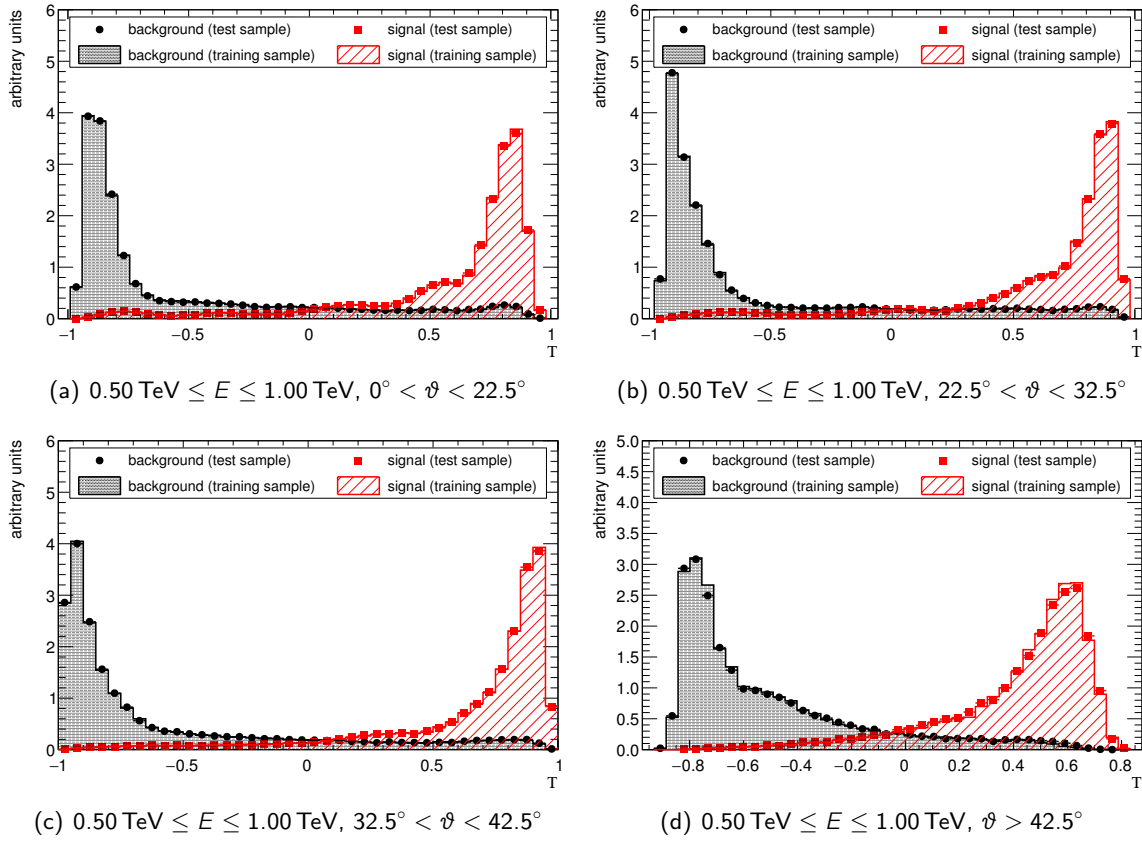 arbitrary units
6
5
4
3
2
1
0
background (test sample)
signal (test sample)
background (training sample)
signal (training sample)
−1
−0.5
0
0.5
1
T
(a) 0.50 TeV ≤ E ≤ 1.00 TeV, 0° < ϑ < 22.5°
arbitrary units
6
5
4
3
2
1
0
background (test sample)
signal (test sample)
background (training sample)
signal (training sample)
−1
−0.5
0
0.5
1
T
(b) 0.50 TeV ≤ E ≤ 1.00 TeV, 22.5° < ϑ < 32.5°
arbitrary units
6
5
4
3
2
1
0
background (test sample)
signal (test sample)
background (training sample)
signal (training sample)
−1
−0.5
0
0.5
1
T
(c) 0.50 TeV ≤ E ≤ 1.00 TeV, 32.5° < ϑ < 42.5°
arbitrary units
5.0
4.5
4.0
3.5
3.0
2.5
2.0
1.5
1.0
0.5
0.0
background (test sample)
signal (test sample)
background (training sample)
signal (training sample)
−0.8
−0.6
−0.4
−0.2
0
0.2
0.4
0.6
0.8
T
(d) 0.50 TeV ≤ E ≤ 1.00 TeV, ϑ > 42.5°